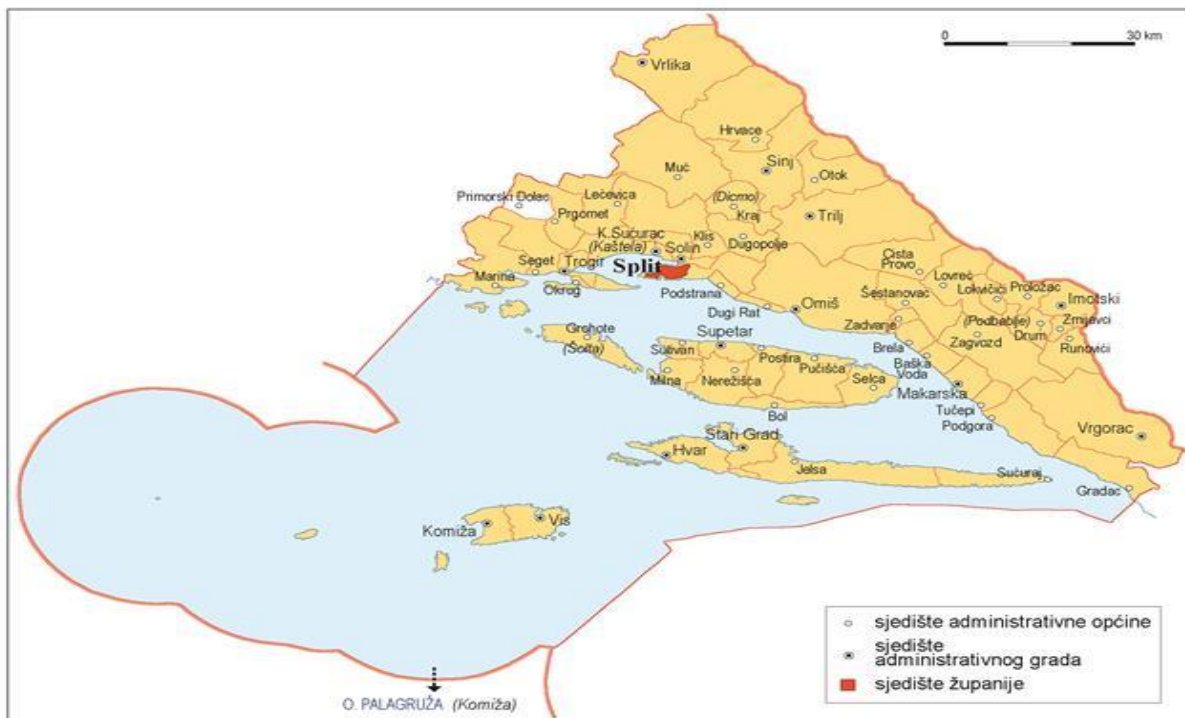 0 30 km
Vrlika
Hrvace
Sinj
Muč
Otok
Primorski Dolac
Lećevica
(Dicmo)
Kraj
Trilj
Prgomet
K.Sućurac
(Kaštela)
Solin
Klis
Dugopolje
Seget
Trogir
Split
Marina
Okrug
Podstrana
Cista
Provo
Lovreć
Lokvičići
Proložac
Imotski
Šestanovac
Dugi Rat
Omiš
Zadvarje
(Podbablje)
Zmijavci
Drum
Zagvozd
Runovići
Grohote
(Šolta)
Supetar
Sutivan
Postira
Pučišća
Brela
Baška
Voda
Milna
Nerežišća
Selca
Makarska
Bol
Tučepi
Podgora
Stari Grad
Vrgorac
Hvar
Jelsa
Sućuraj
Gradac
Komiža
Vis
sjedište administrativne općine
sjedište
administrativnog grada
sjedište županije
O. PALAGRUŽA (Komiža)